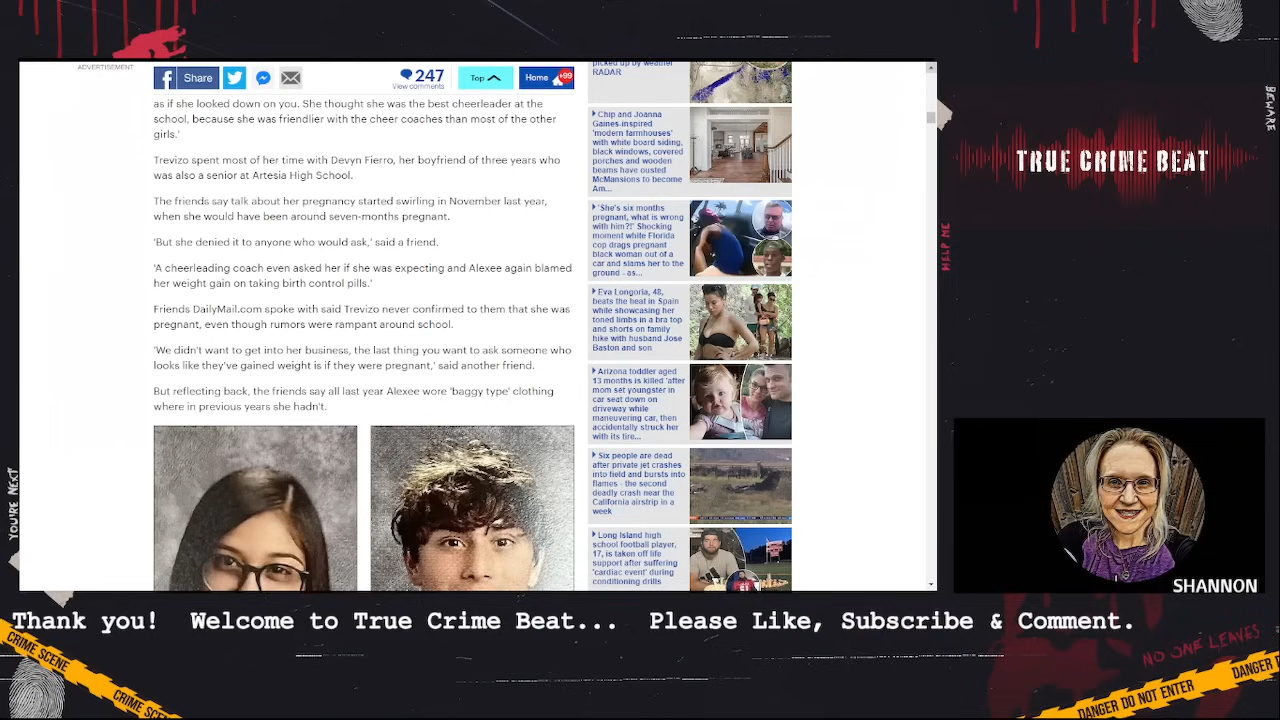 ADVERTISEMENT
Share
247
View comments
Top
Home
+99
as if she looked down on you. She thought she was the best cheerleader at the
school, because she was friendlier with the other coaches than most of the other
girls.'
Trevizo spent most of her time with Devyn Fierro, her boyfriend of three years who
was also a senior at Artesia High School.
The friends say talk about her pregnancy started swirling in November last year,
when she would have been around seven-months pregnant.
'But she denied it to anyone who would ask,' said a friend.
'A cheerleading coach even asked her if she was expecting and Alexee again blamed
her weight gain on taking birth control pills.'
Friends DailyMail.com spoke with said Trevizo never confirmed to them that she was
pregnant, even though rumors were rampant around school.
'We didn't want to get into her business, the last thing you want to ask someone who
looks like they've gained weight is if they were pregnant,' said another friend.
But reflecting back, the friends say all last year Alexee wore 'baggy type' clothing
where in previous years she hadn't.
picked up by weather
RADAR
Chip and Joanna
Gaines-inspired
'modern farmhouses'
with white board siding,
black windows, covered
porches and wooden
beams have ousted
McMansions to become
Am...
'She's six months
pregnant, what is wrong
with him?!' Shocking
moment white Florida
cop drags pregnant
black woman out of a
car and slams her to the
ground - as...
Eva Longoria, 48,
beats the heat in Spain
while showcasing her
toned limbs in a bra top
and shorts on family
hike with husband Jose
Baston and son
Arizona toddler aged
13 months is killed 'after
mom set youngster in
car seat down on
driveway while
maneuvering car, then
accidentally struck her
with its tire...
Six people are dead
after private jet crashes
into field and bursts into
flames - the second
deadly crash near the
California airstrip in a
week
Long Island high
school football player,
17, is taken off life
support after suffering
'cardiac event' during
conditioning drills
TRUE CRIME BEAT
HELP ME
YOU'RE NEXT
SHANNON
Thank you! Welcome to True Crime Beat... Please Like, Subscribe & Comment.
CRIME SCENE
CRIME SCE
NO ONE LEAVES
DANGER
DANGER DO NOT ENTER